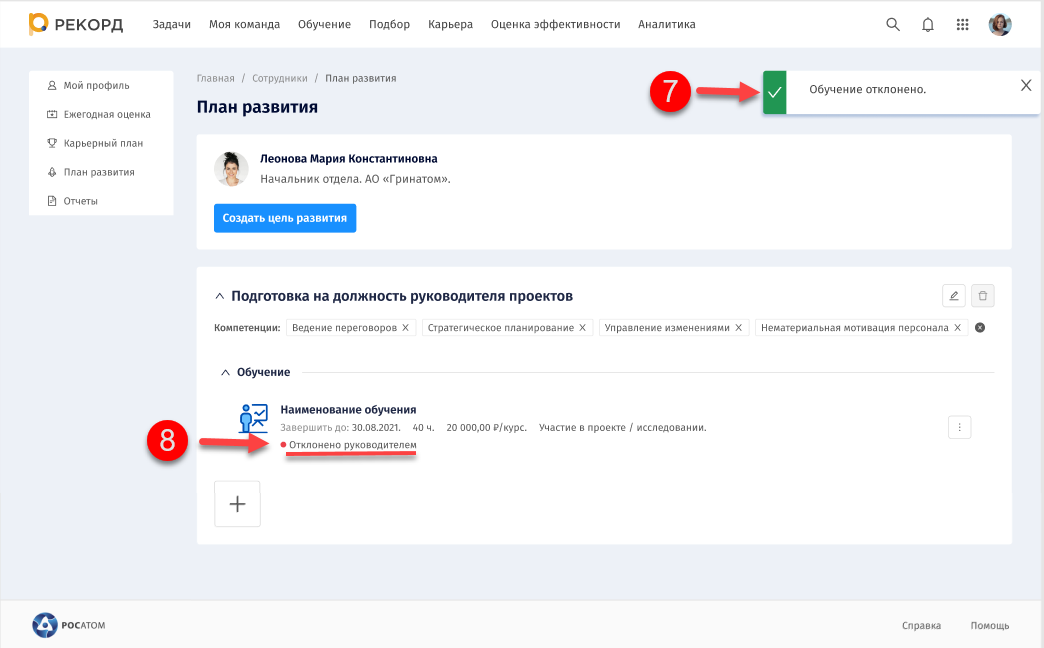 РЕКОРД Задачи Моя команда Обучение Подбор Карьера Оценка эффективности Аналитика
Мой профиль
Ежегодная оценка
Карьерный план
План развития
Отчеты
Главная / Сотрудники / План развития
План развития
7
Обучение отклонено.
Леонова Мария Константиновна
Начальник отдела. АО «Гринатом».
Создать цель развития
Подготовка на должность руководителя проектов
Компетенции: Ведение переговоров Стратегическое планирование Управление изменениями Нематериальная мотивация персонала
Обучение
Наименование обучения
Завершить до: 30.08.2021. 40 ч. 20 000,00 ₽/курс. Участие в проекте / исследовании.
8
Отклонено руководителем
РОСАТОМ Справка Помощь